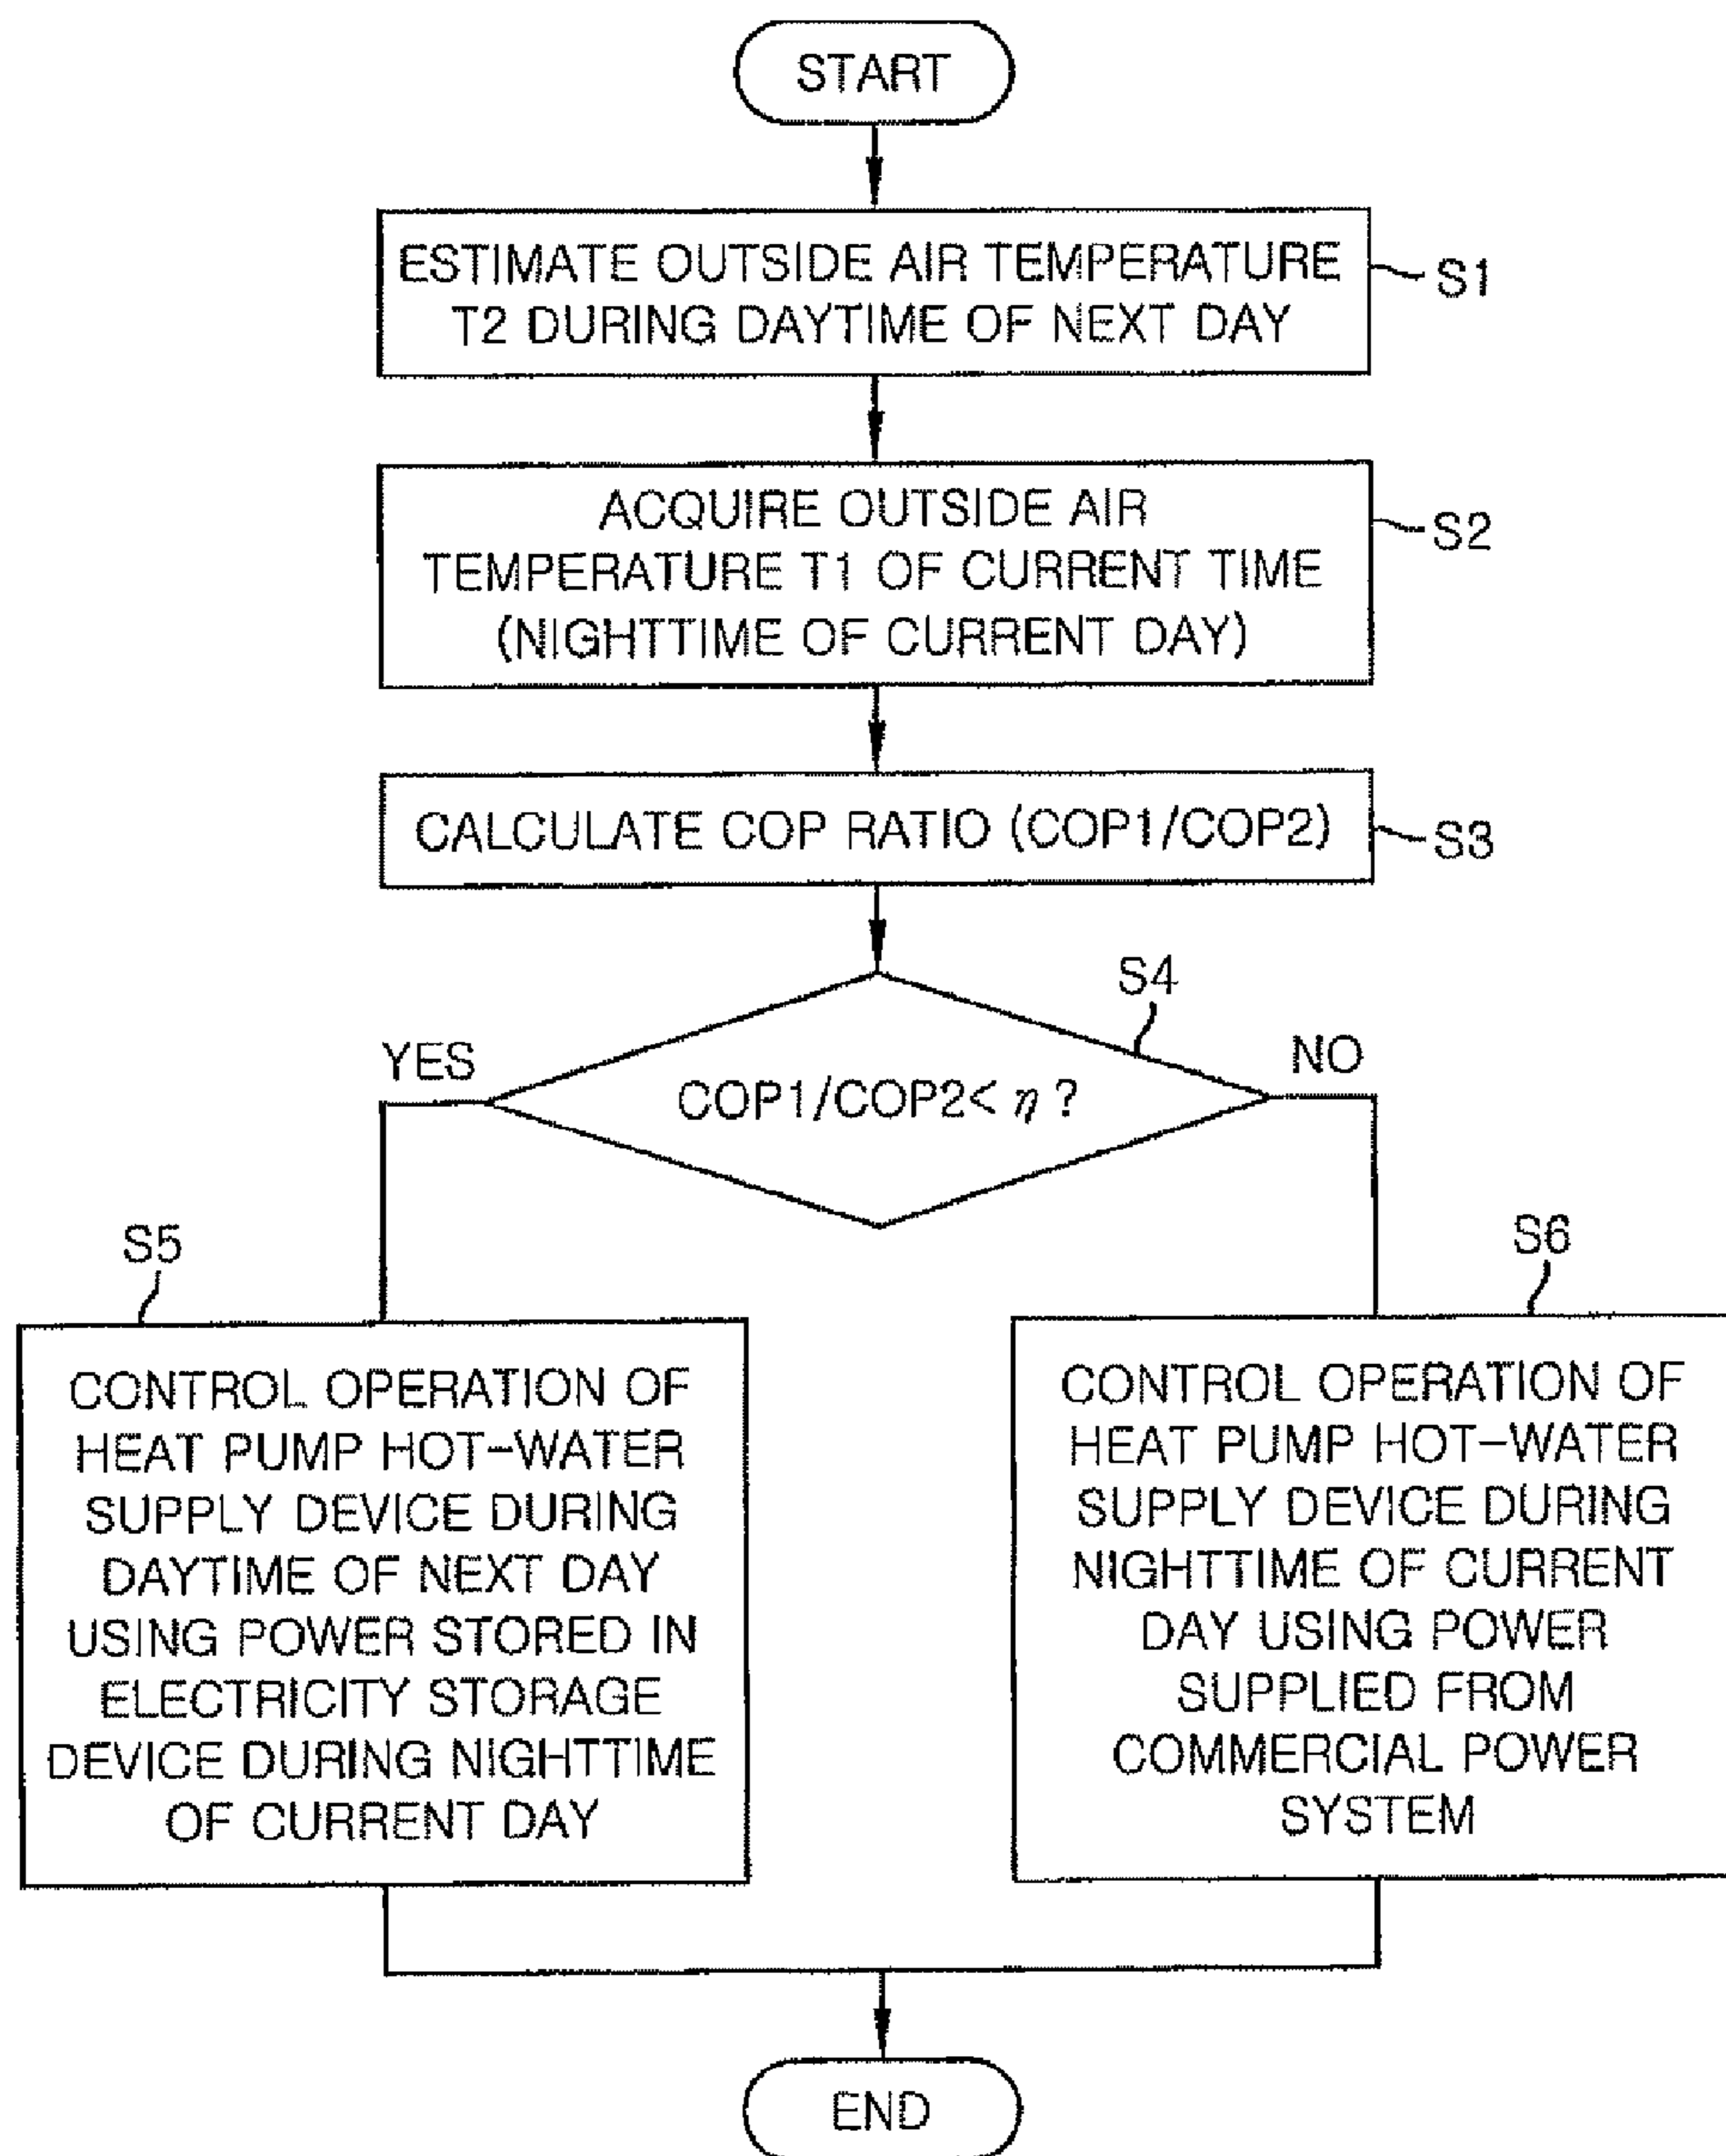 START
ESTIMATE OUTSIDE AIR TEMPERATURE
T2 DURING DAYTIME OF NEXT DAY
S1
ACQUIRE OUTSIDE AIR
TEMPERATURE T1 OF CURRENT TIME
(NIGHTTIME OF CURRENT DAY)
S2
CALCULATE COP RATIO (COP1/COP2)
S3
S4
YES
NO
COP1/COP2< η ?
S5
CONTROL OPERATION OF
HEAT PUMP HOT-WATER
SUPPLY DEVICE DURING
DAYTIME OF NEXT DAY
USING POWER STORED IN
ELECTRICITY STORAGE
DEVICE DURING NIGHTTIME
OF CURRENT DAY
S6
CONTROL OPERATION OF
HEAT PUMP HOT-WATER
SUPPLY DEVICE DURING
NIGHTTIME OF CURRENT
DAY USING POWER
SUPPLIED FROM
COMMERCIAL POWER
SYSTEM
END